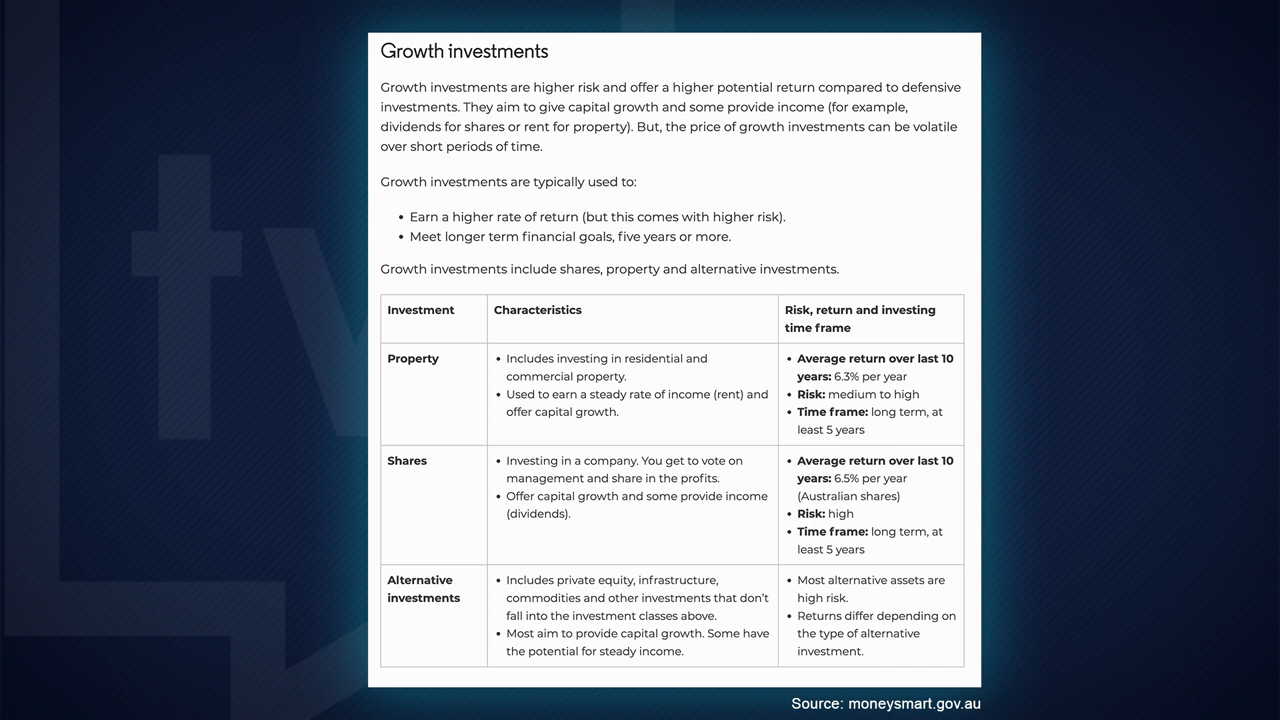 Growth investments
Growth investments are higher risk and offer a higher potential return compared to defensive
investments. They aim to give capital growth and some provide income (for example,
dividends for shares or rent for property). But, the price of growth investments can be volatile
over short periods of time.
Growth investments are typically used to:
• Earn a higher rate of return (but this comes with higher risk).
• Meet longer term financial goals, five years or more.
Growth investments include shares, property and alternative investments.
Investment
Characteristics
Risk, return and investing
time frame
Property
• Includes investing in residential and
commercial property.
• Used to earn a steady rate of income (rent) and
offer capital growth.
• Average return over last 10
years: 6.3% per year
• Risk: medium to high
• Time frame: long term, at
least 5 years
Shares
• Investing in a company. You get to vote on
management and share in the profits.
• Offer capital growth and some provide income
(dividends).
• Average return over last 10
years: 6.5% per year
(Australian shares)
• Risk: high
• Time frame: long term, at
least 5 years
Alternative
investments
• Includes private equity, infrastructure,
commodities and other investments that don't
fall into the investment classes above.
• Most aim to provide capital growth. Some have
the potential for steady income.
• Most alternative assets are
high risk.
• Returns differ depending on
the type of alternative
investment.
Source: moneysmart.gov.au
tv